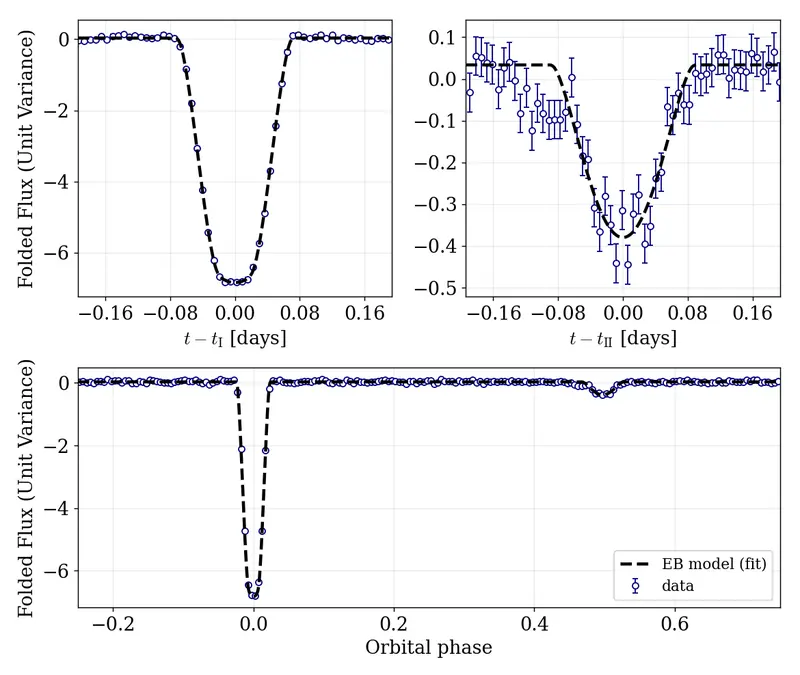 Folded Flux (Unit Variance)
0
−2
−4
−6
−0.16 −0.08 0.00 0.08 0.16
t − t_I [days]
0.1
0.0
−0.1
−0.2
−0.3
−0.4
−0.5
−0.16 −0.08 0.00 0.08 0.16
t − t_II [days]
Folded Flux (Unit Variance)
0
−2
−4
−6
−0.2 0.0 0.2 0.4 0.6
Orbital phase
EB model (fit)
data